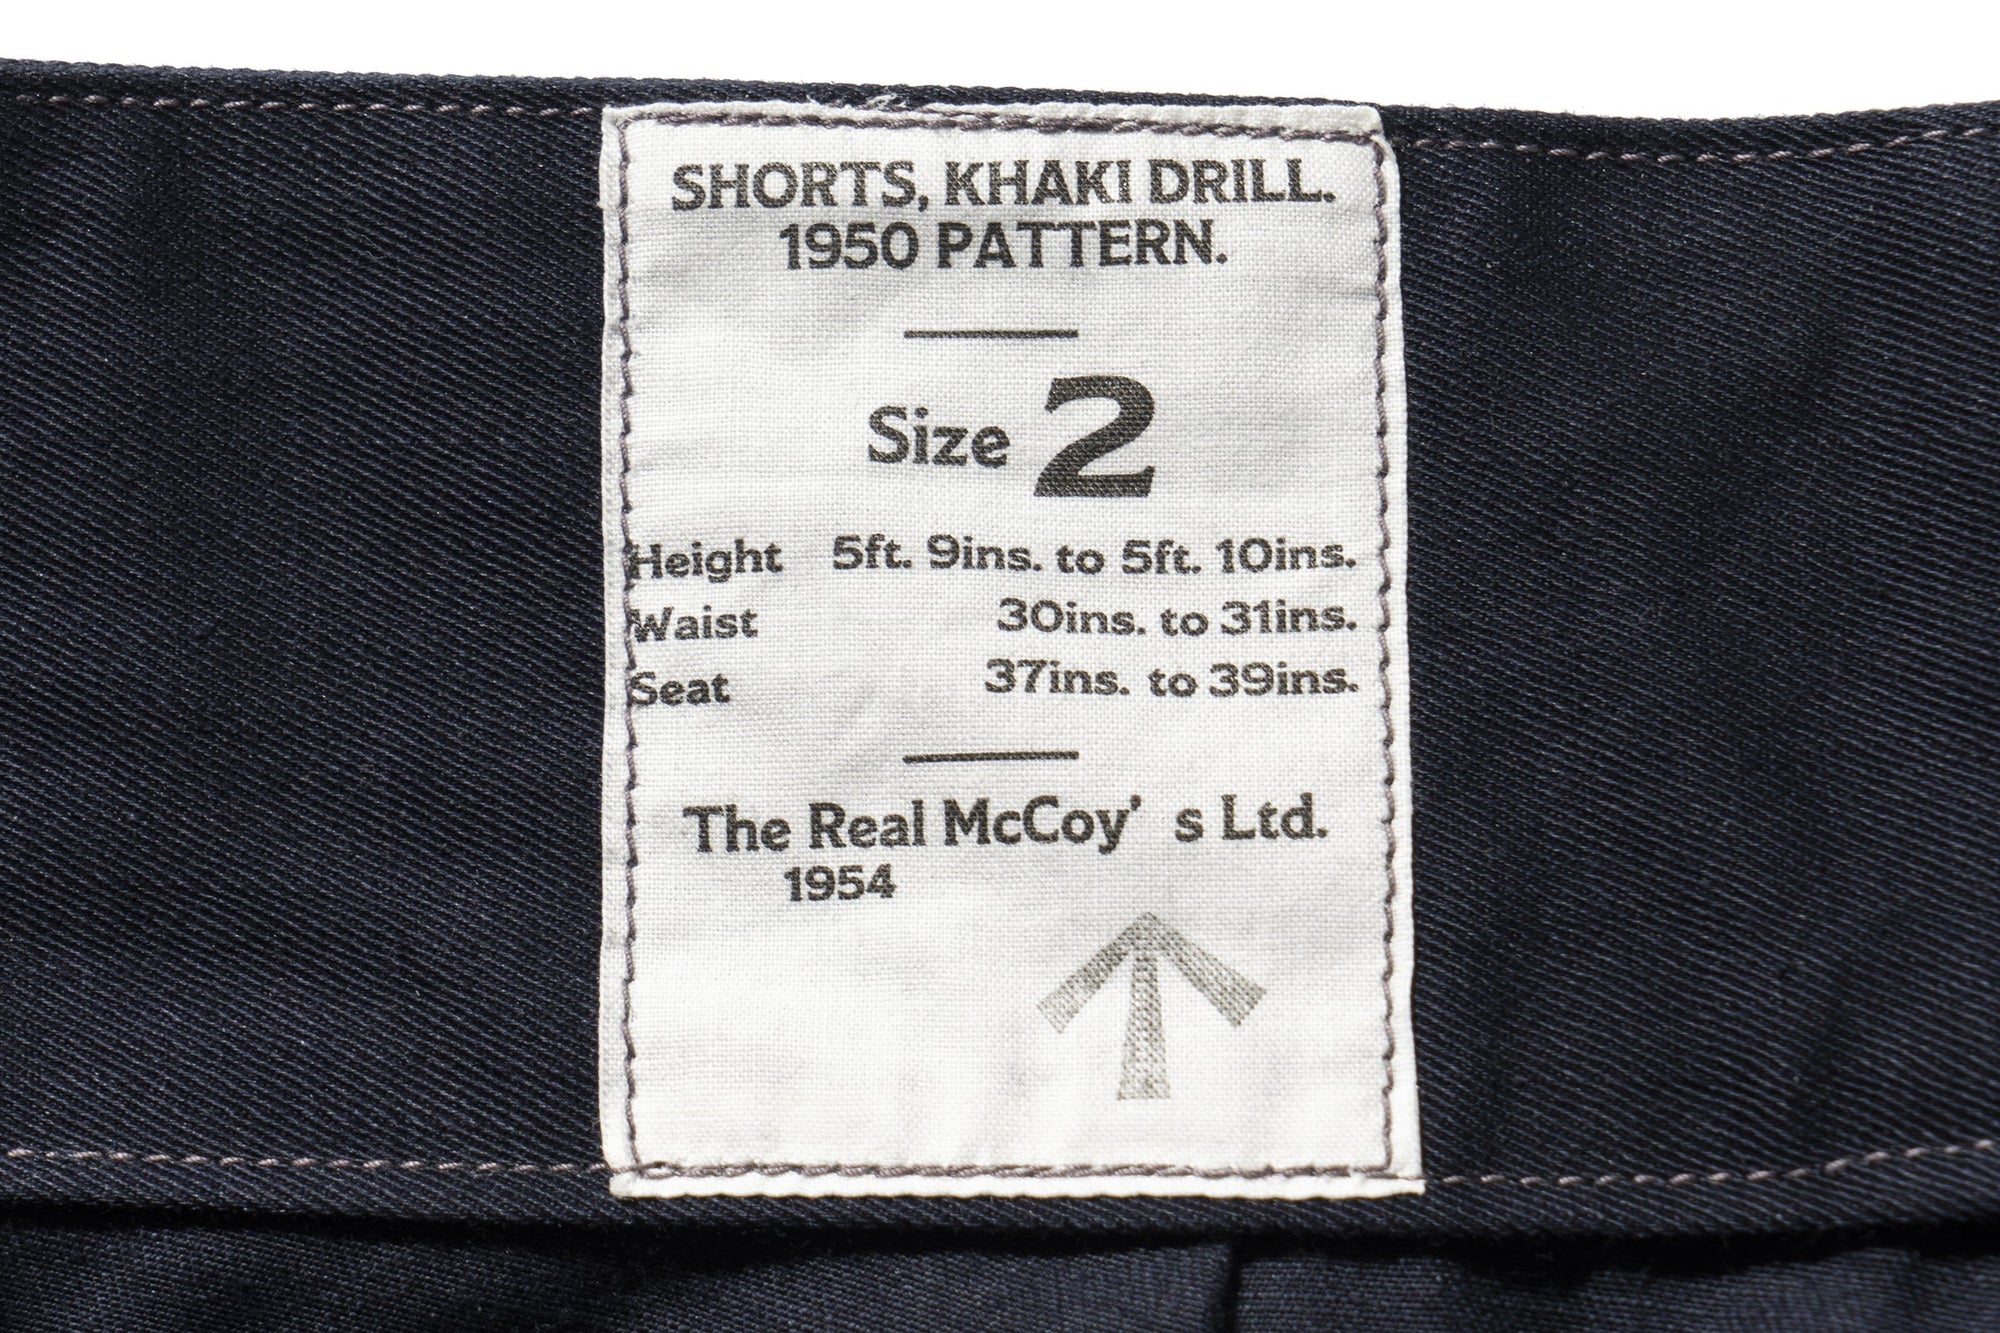 SHORTS, KHAKI DRILL.
1950 PATTERN.
Size 2
Height 5ft. 9ins. to 5ft. 10ins.
Waist 30ins. to 31ins.
Seat 37ins. to 39ins.
The Real McCoy's Ltd.
1954